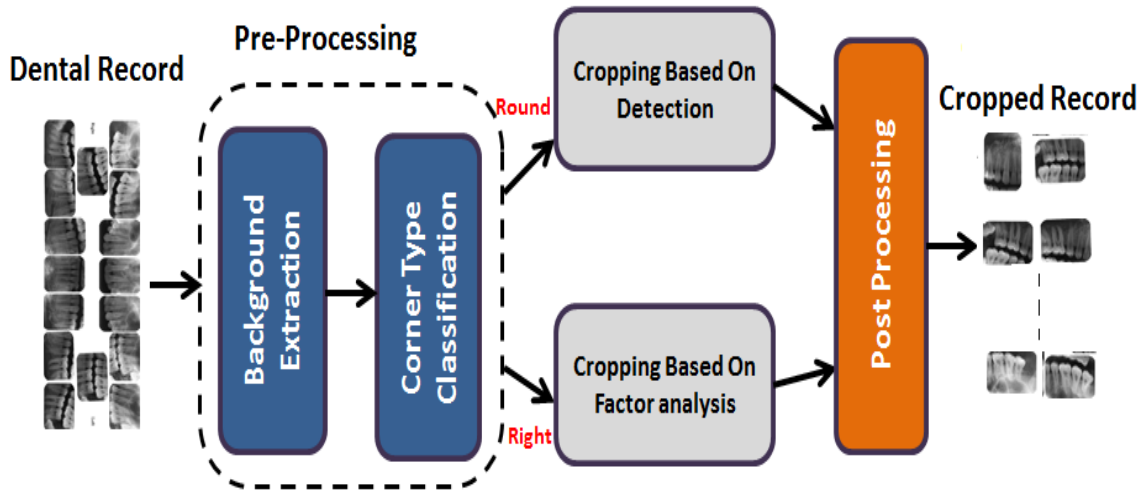 Dental Record
Pre-Processing
Background
Extraction
Corner Type
Classification
Round
Right
Cropping Based On
Detection
Cropping Based On
Factor analysis
Post Processing
Cropped Record